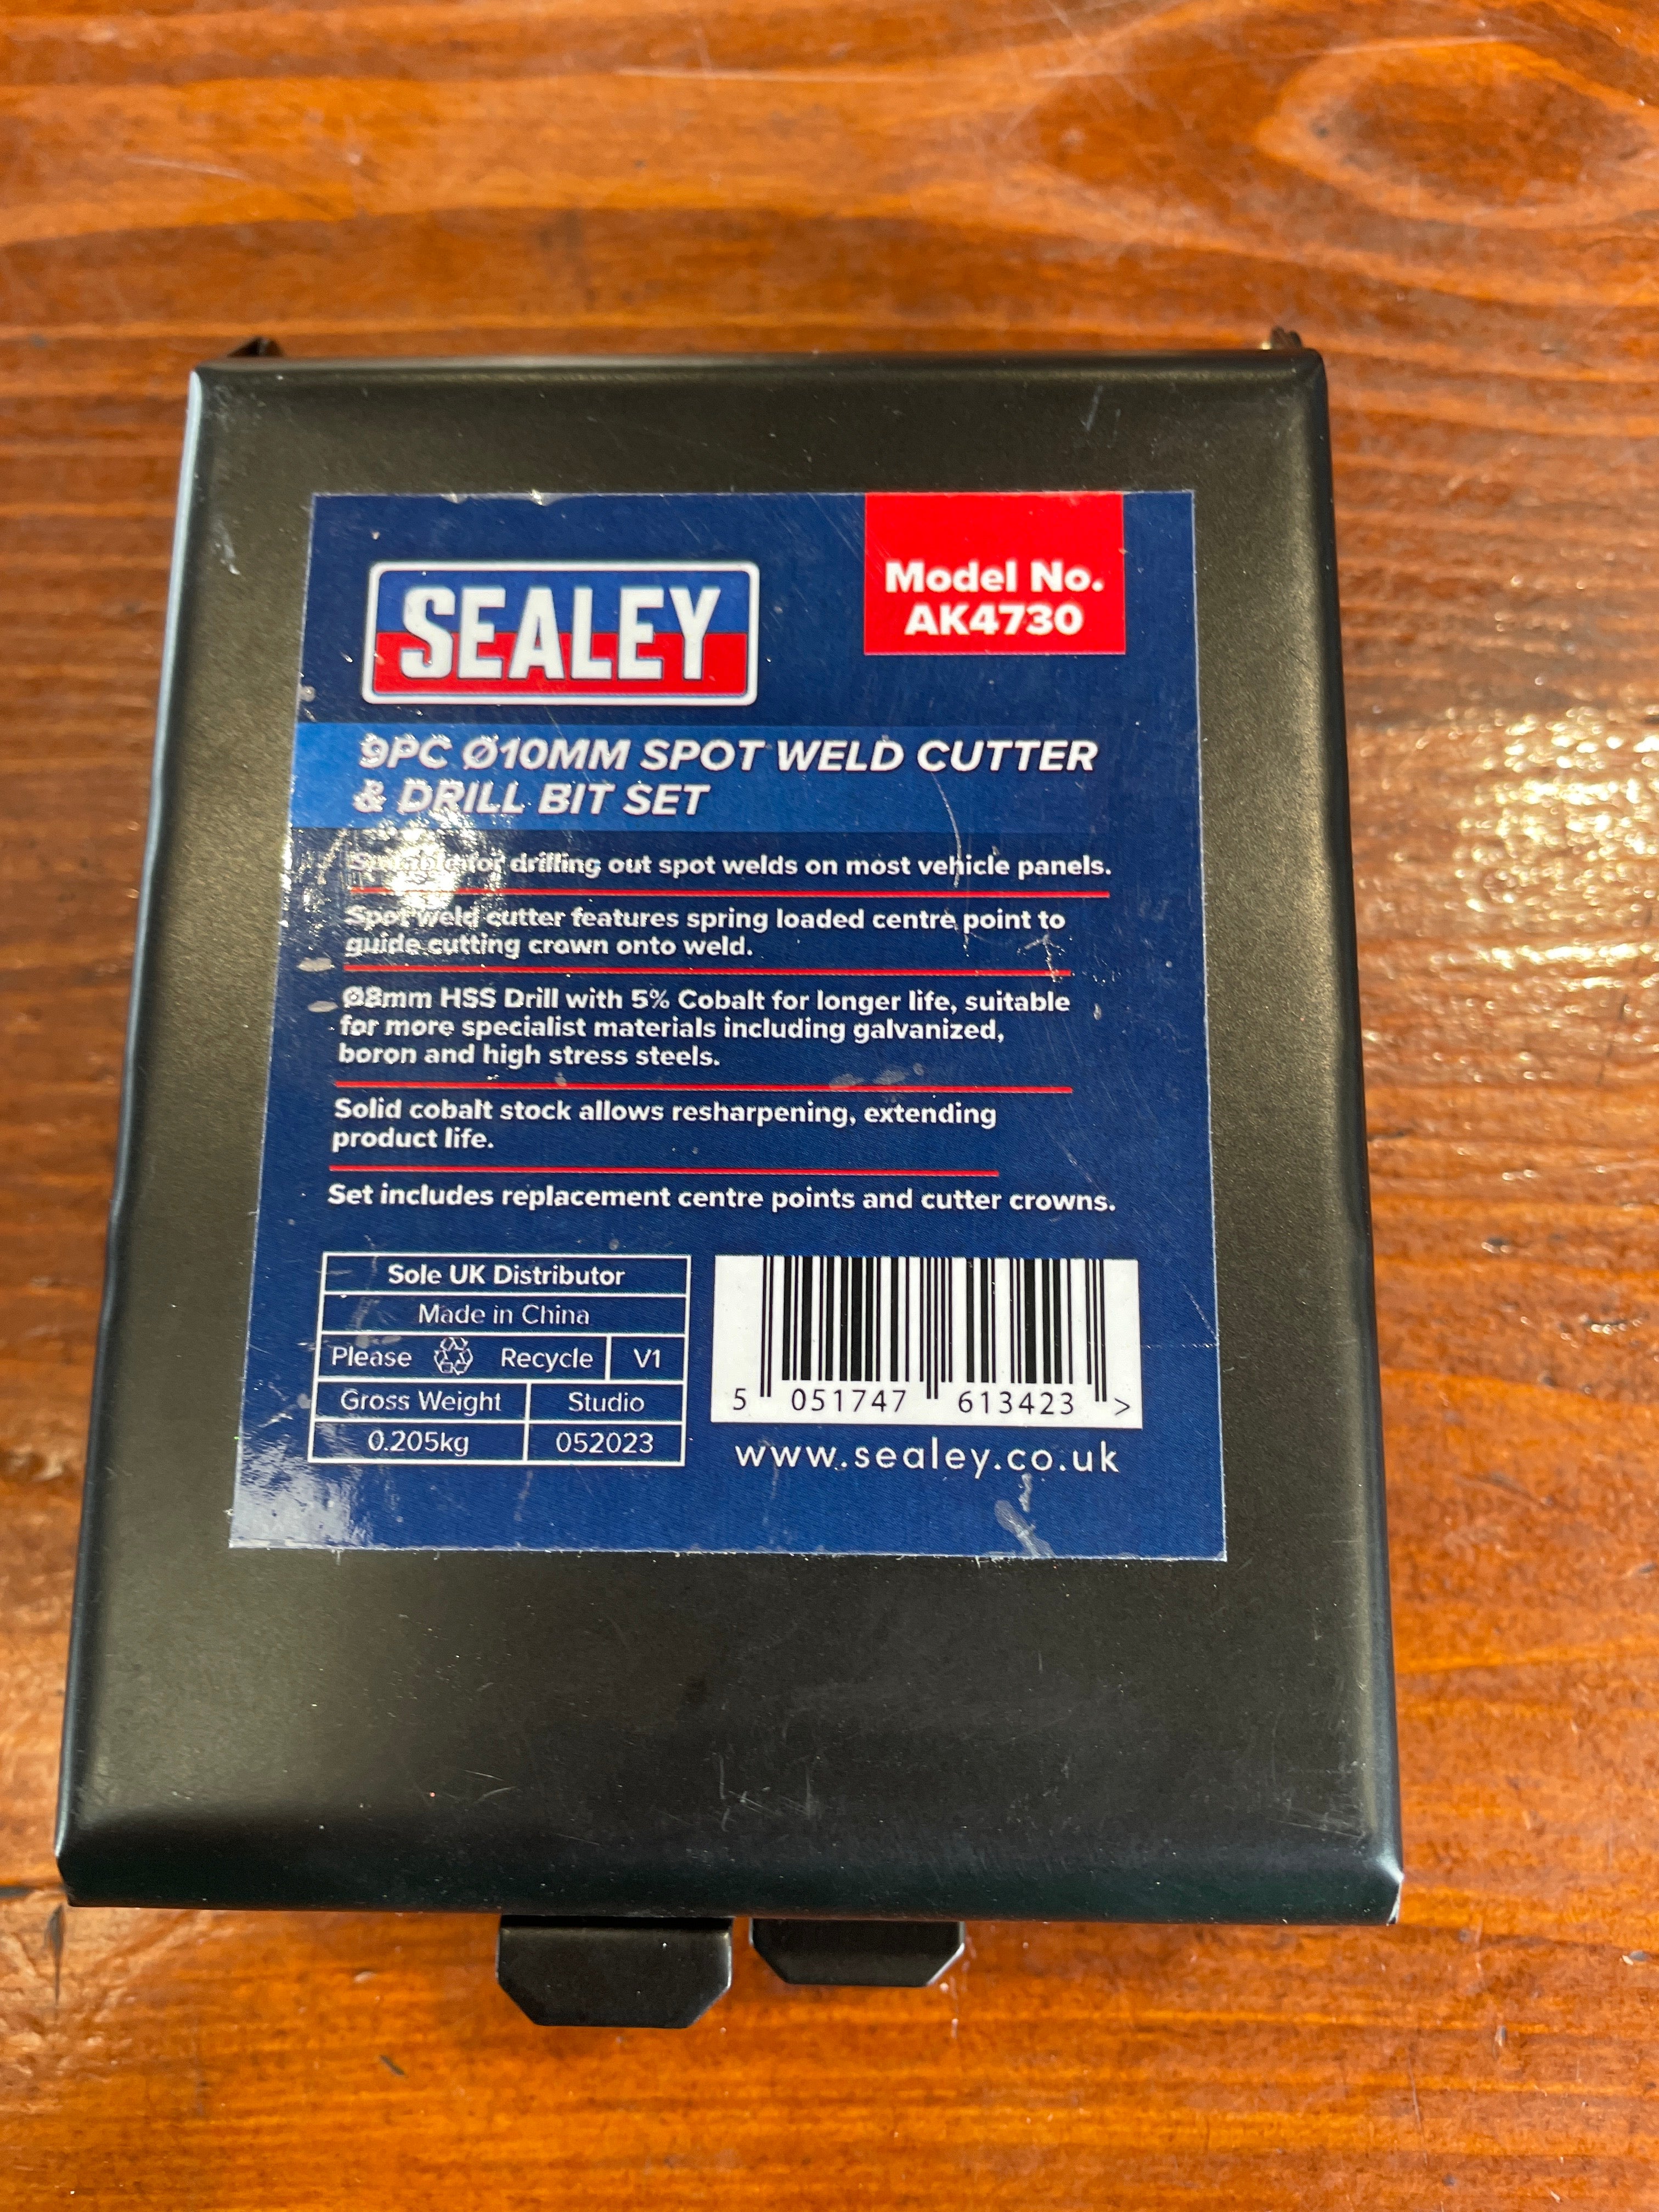 SEALEY
Model No.
AK4730
9PC Ø10MM SPOT WELD CUTTER
& DRILL BIT SET
Suitable for drilling out spot welds on most vehicle panels.
Spot weld cutter features spring loaded centre point to
guide cutting crown onto weld.
Ø8mm HSS Drill with 5% Cobalt for longer life, suitable
for more specialist materials including galvanized,
boron and high stress steels.
Solid cobalt stock allows resharpening, extending
product life.
Set includes replacement centre points and cutter crowns.
Sole UK Distributor
Made in China
Please Recycle V1
Gross Weight Studio
0.205kg 052023
5 051747 613423 >
www.sealey.co.uk